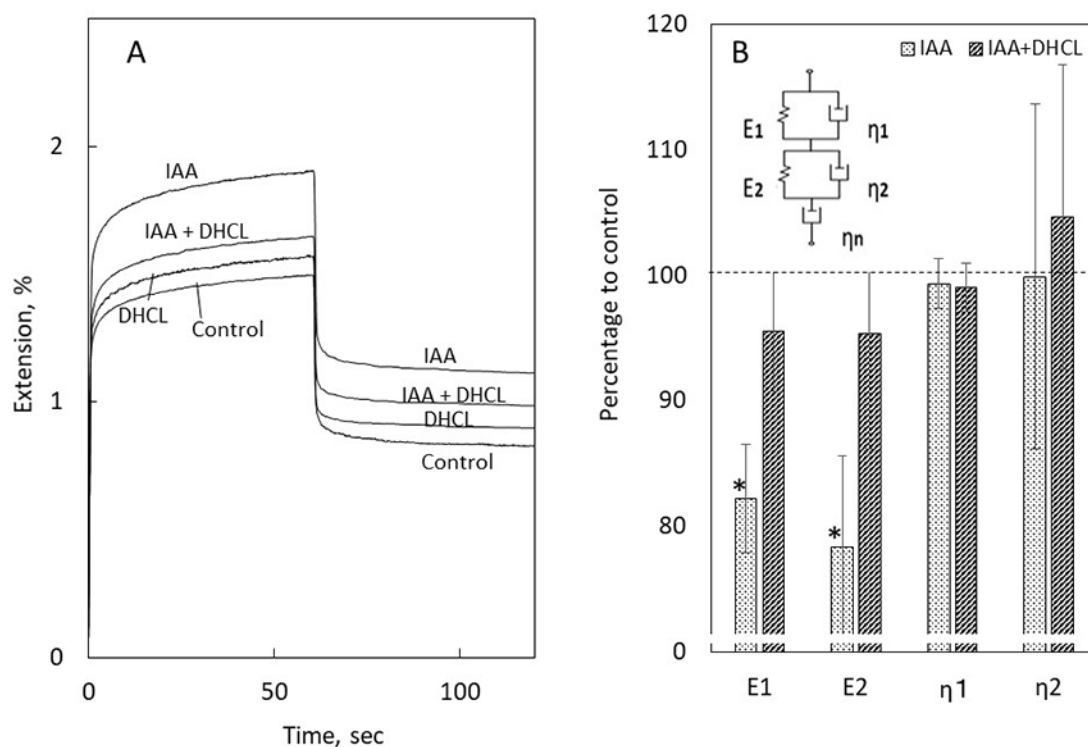 A
2
1
0
Extension, %
IAA
IAA + DHCL
DHCL
Control
IAA
IAA + DHCL
DHCL
Control
0
50
100
Time, sec
B
IAA
IAA+DHCL
120
110
100
90
80
0
Percentage to control
E1
η1
E2
η2
ηn
*
*
E1
E2
η1
η2